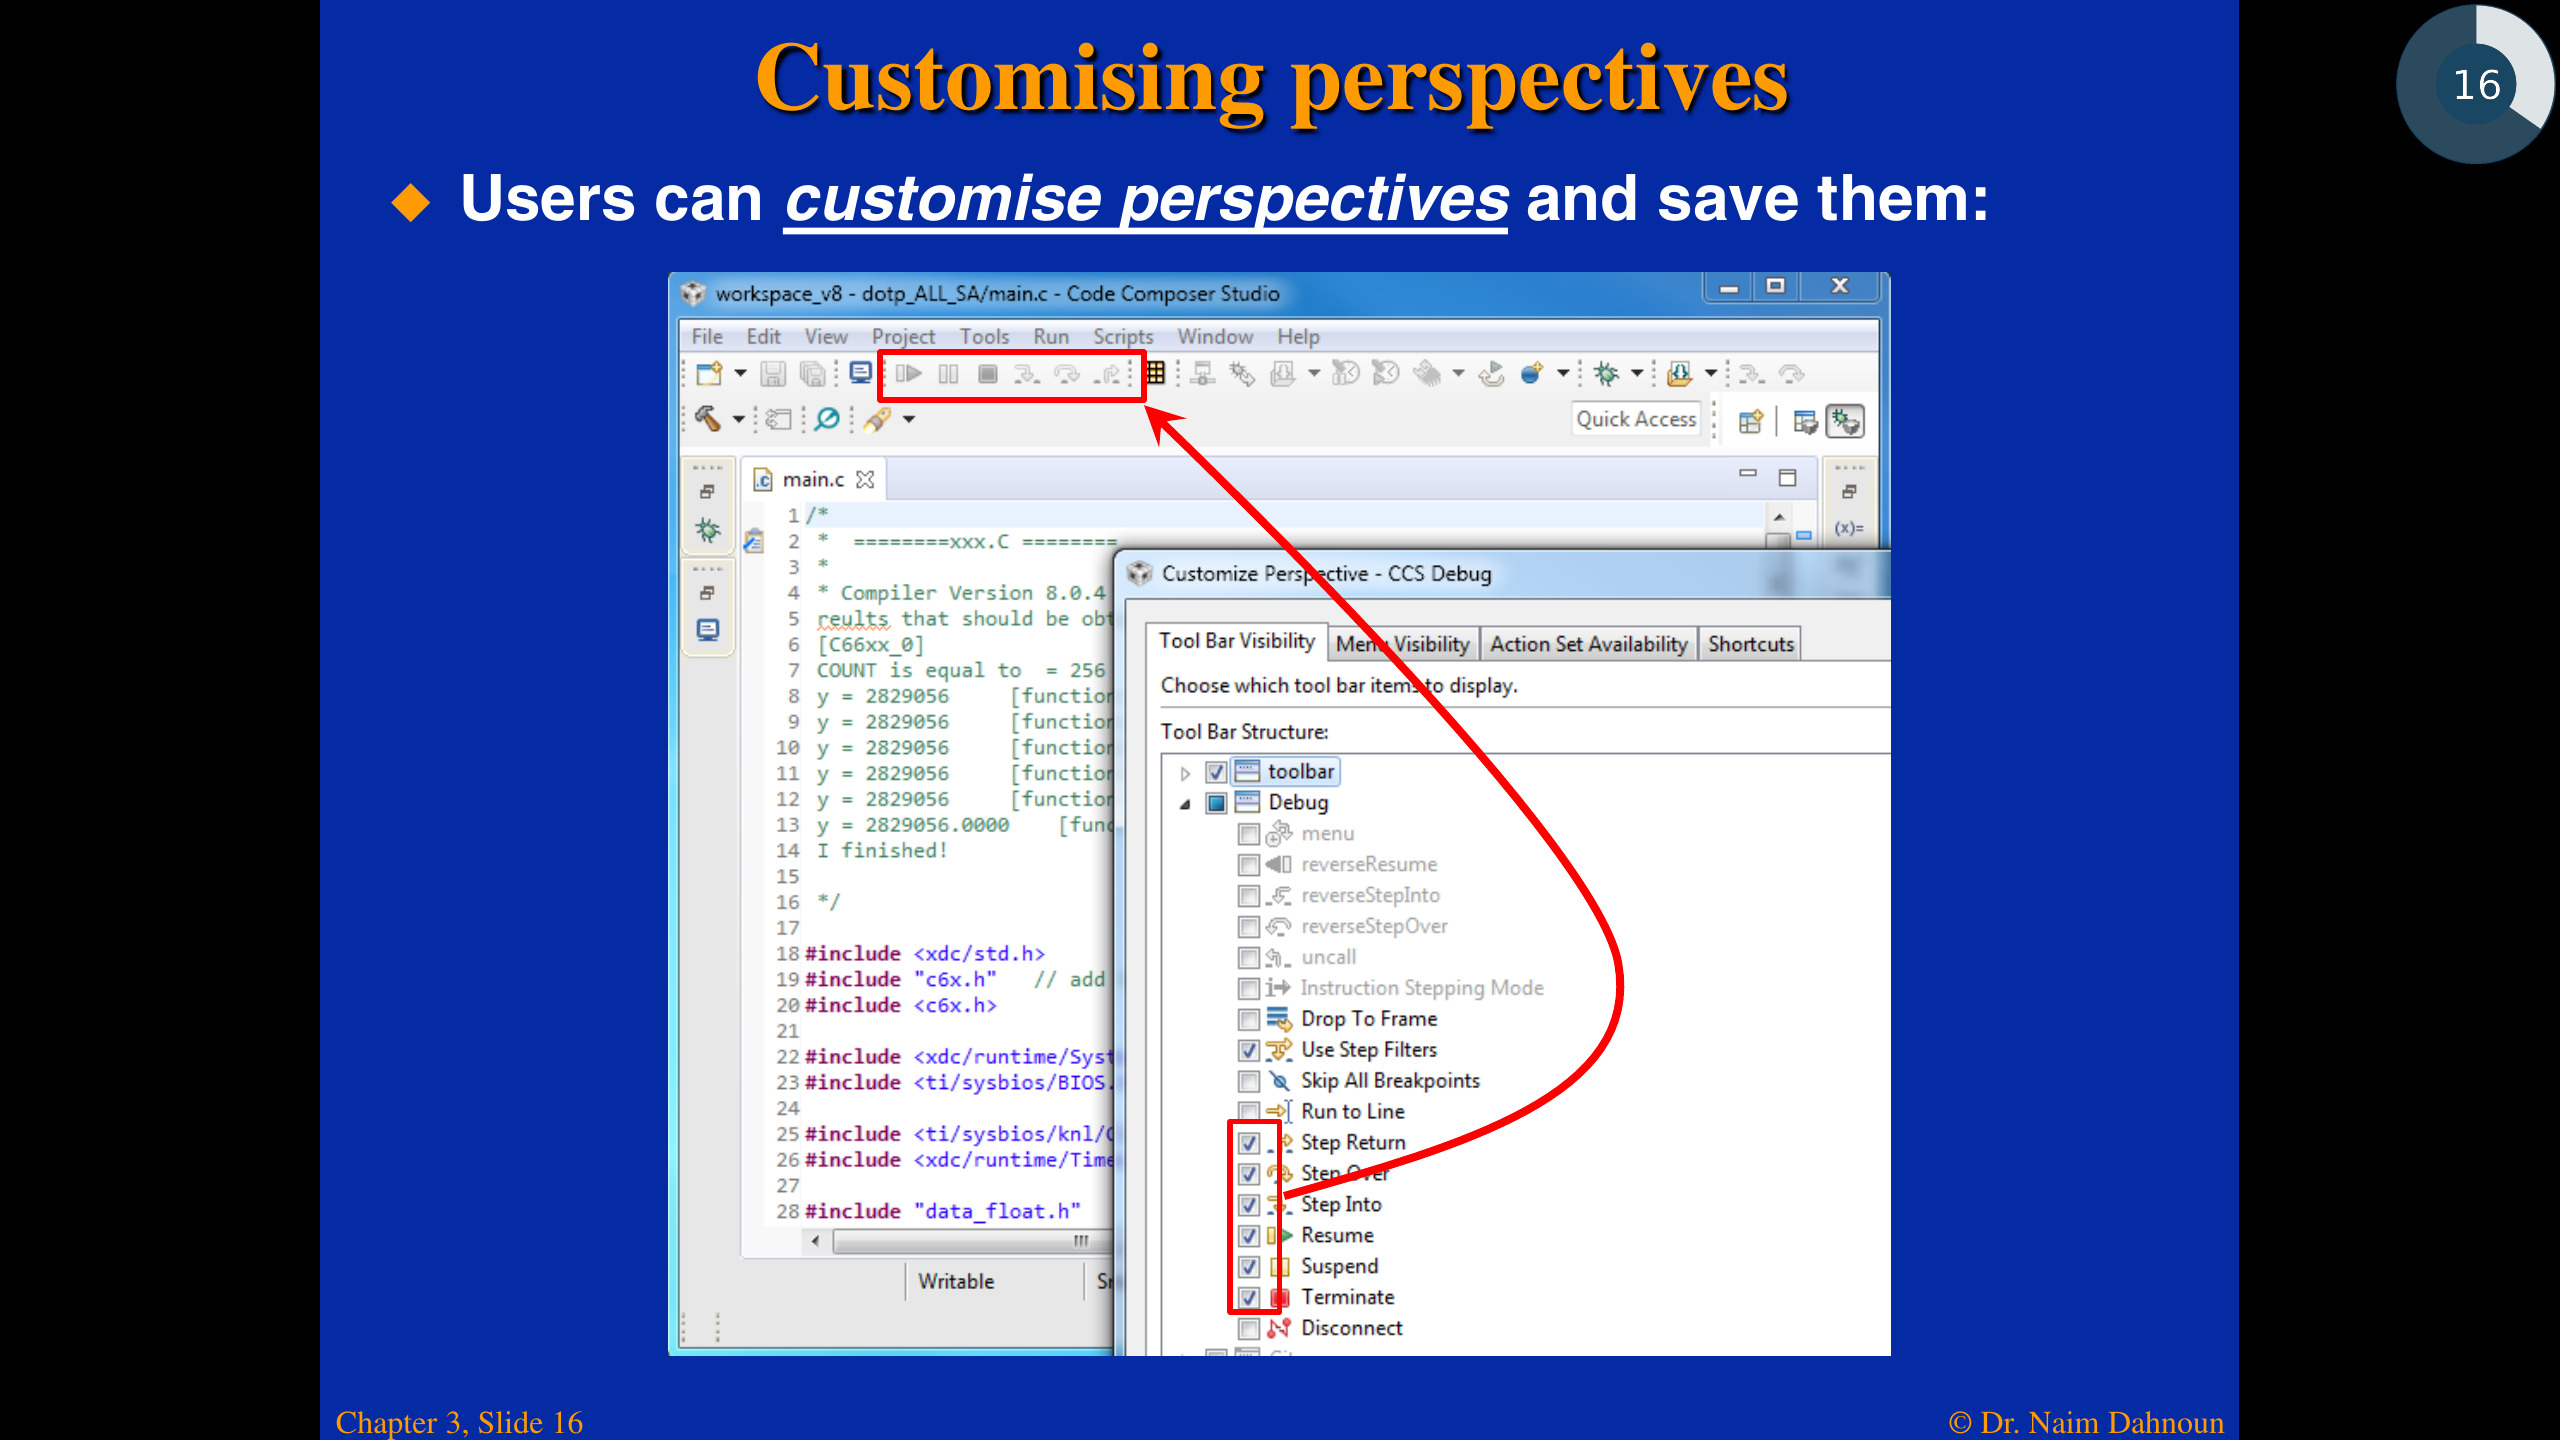 Customising perspectives
16
◆ Users can customise perspectives and save them:
workspace_v8 - dotp_ALL_SA/main.c - Code Composer Studio
File Edit View Project Tools Run Scripts Window Help
Quick Access
main.c
(x)=
1 /*
2 * ========xxx.C ========
3 *
4 * Compiler Version 8.0.4
5 reults that should be obt
6 [C66xx_0]
7 COUNT is equal to = 256
8 y = 2829056 [function
9 y = 2829056 [function
10 y = 2829056 [function
11 y = 2829056 [function
12 y = 2829056 [function
13 y = 2829056.0000 [func
14 I finished!
15
16 */
17
18 #include <xdc/std.h>
19 #include "c6x.h" // add
20 #include <c6x.h>
21
22 #include <xdc/runtime/Syst
23 #include <ti/sysbios/BIOS.
24
25 #include <ti/sysbios/knl/C
26 #include <xdc/runtime/Time
27
28 #include "data_float.h"
Writable
Customize Perspective - CCS Debug
Tool Bar Visibility Menu Visibility Action Set Availability Shortcuts
Choose which tool bar items to display.
Tool Bar Structure:
toolbar
Debug
menu
reverseResume
reverseStepInto
reverseStepOver
uncall
Instruction Stepping Mode
Drop To Frame
Use Step Filters
Skip All Breakpoints
Run to Line
Step Return
Step Over
Step Into
Resume
Suspend
Terminate
Disconnect
Chapter 3, Slide 16
© Dr. Naim Dahnoun